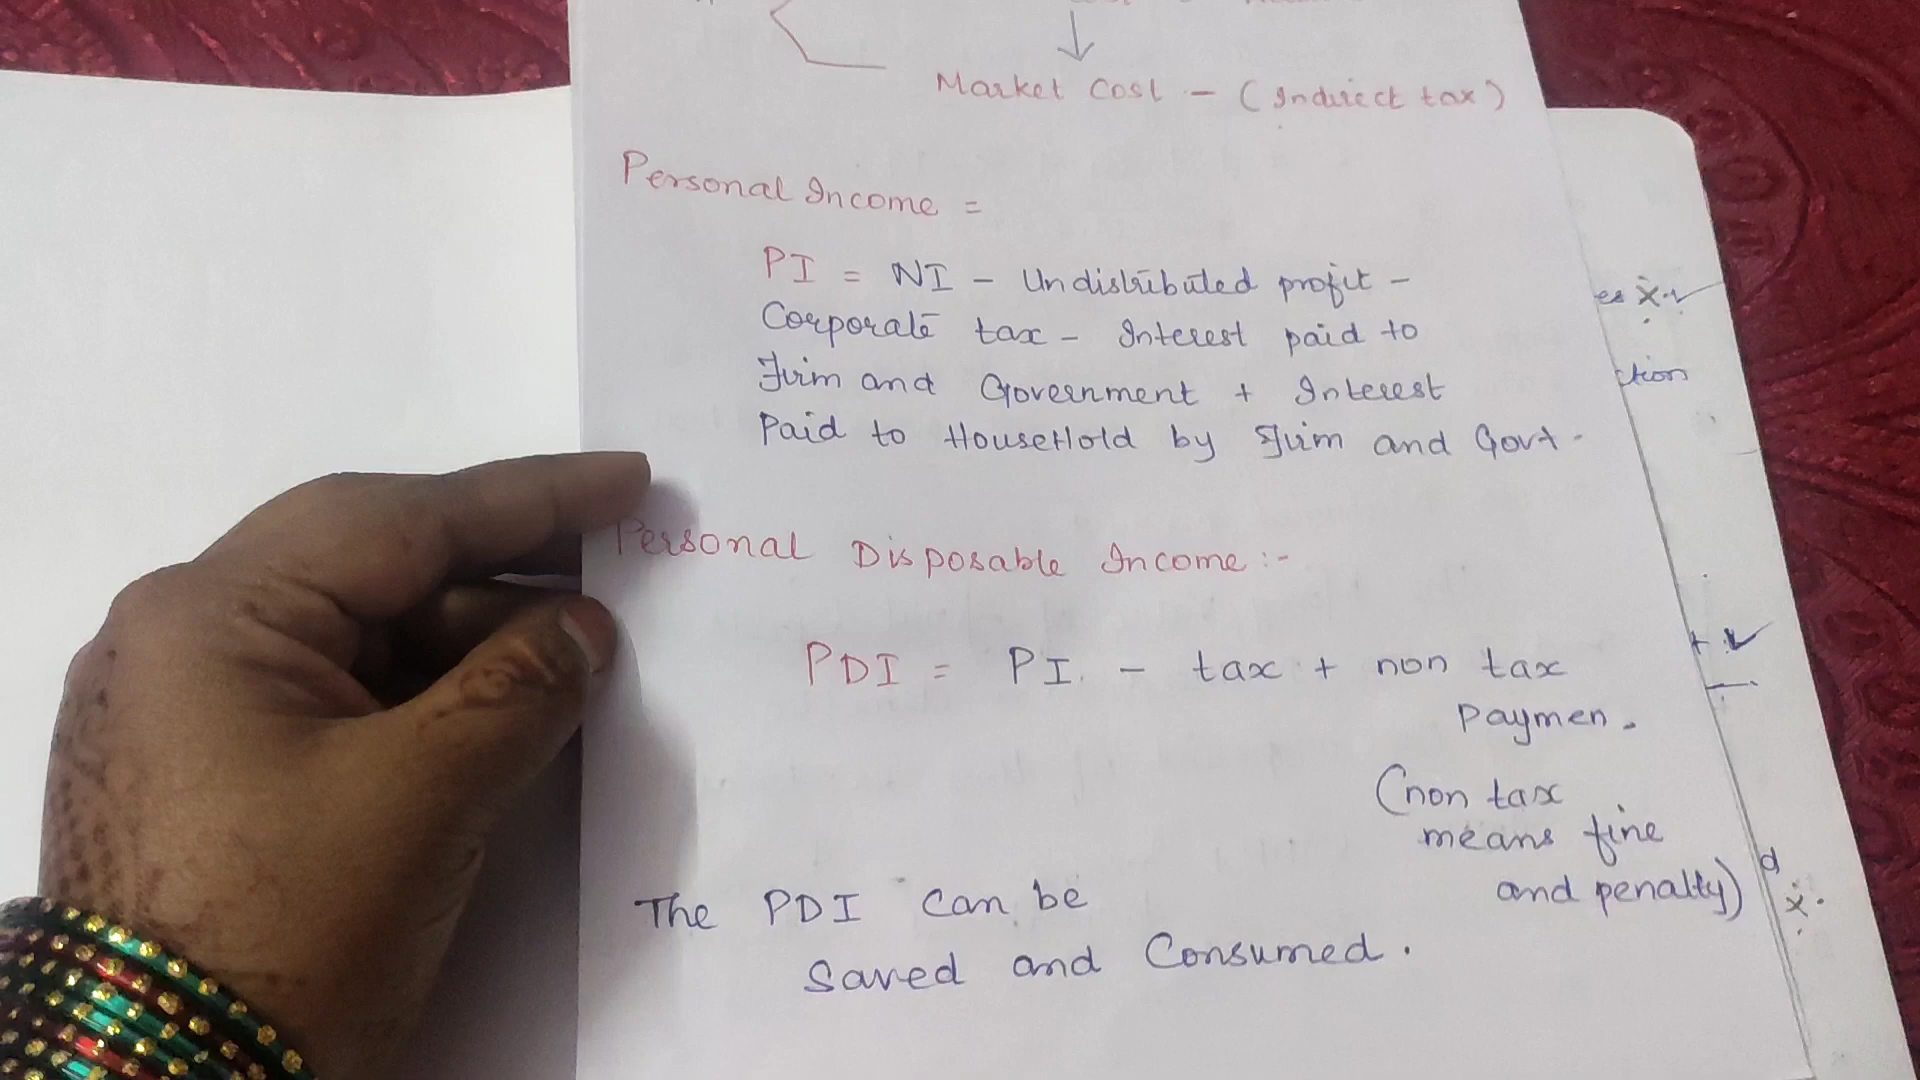 Market Cost - (Indirect tax)
Personal Income =
PI = NI - Undistributed profit -
Corporate tax - Interest paid to
Firm and Government + Interest
Paid to HouseHold by Firm and Govt.
Personal Disposable Income :-
PDI = PI. - tax + non tax
Paymen.
(non tax
means fine
and penalty)
The PDI Can be
Saved and Consumed.
es x.
ction
+
d
x.